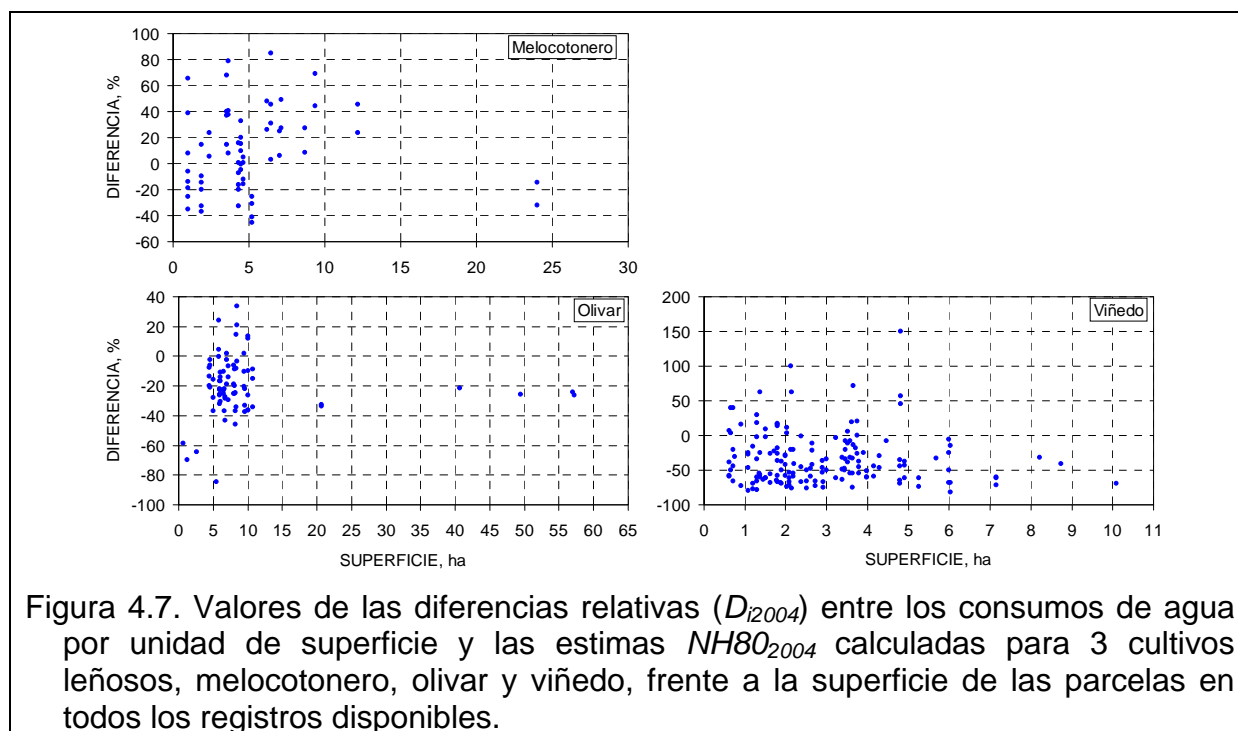 100
80
60
40
20
0
-20
-40
-60
DIFERENCIA, %
Melocotonero
0 5 10 15 20 25 30
40
20
0
-20
-40
-60
-80
-100
DIFERENCIA, %
Olivar
0 5 10 15 20 25 30 35 40 45 50 55 60 65
SUPERFICIE, ha
200
150
100
50
0
-50
-100
Viñedo
0 1 2 3 4 5 6 7 8 9 10 11
SUPERFICIE, ha
Figura 4.7. Valores de las diferencias relativas (Di2004) entre los consumos de agua
por unidad de superficie y las estimas NH802004 calculadas para 3 cultivos
leñosos, melocotonero, olivar y viñedo, frente a la superficie de las parcelas en
todos los registros disponibles.